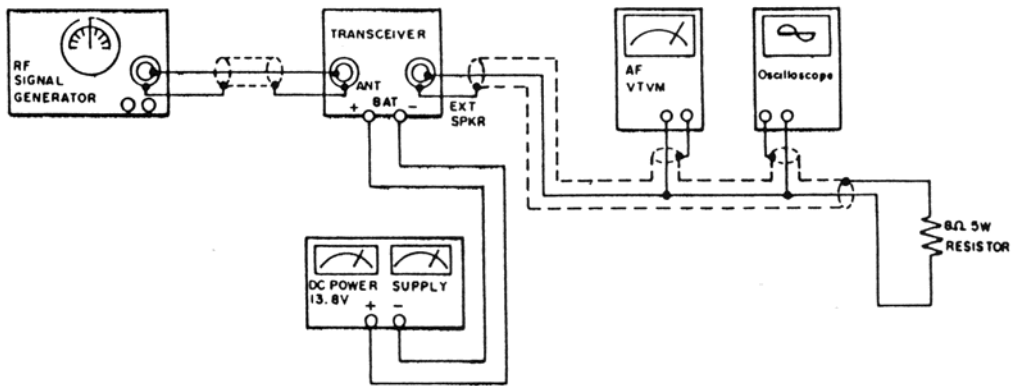 RF
SIGNAL
GENERATOR
TRANSCEIVER
ANT
BAT
+ -
EXT
SPKR
AF
VTVM
Oscilloscope
8Ω 5W
RESISTOR
DC POWER SUPPLY
13.8V
+ -